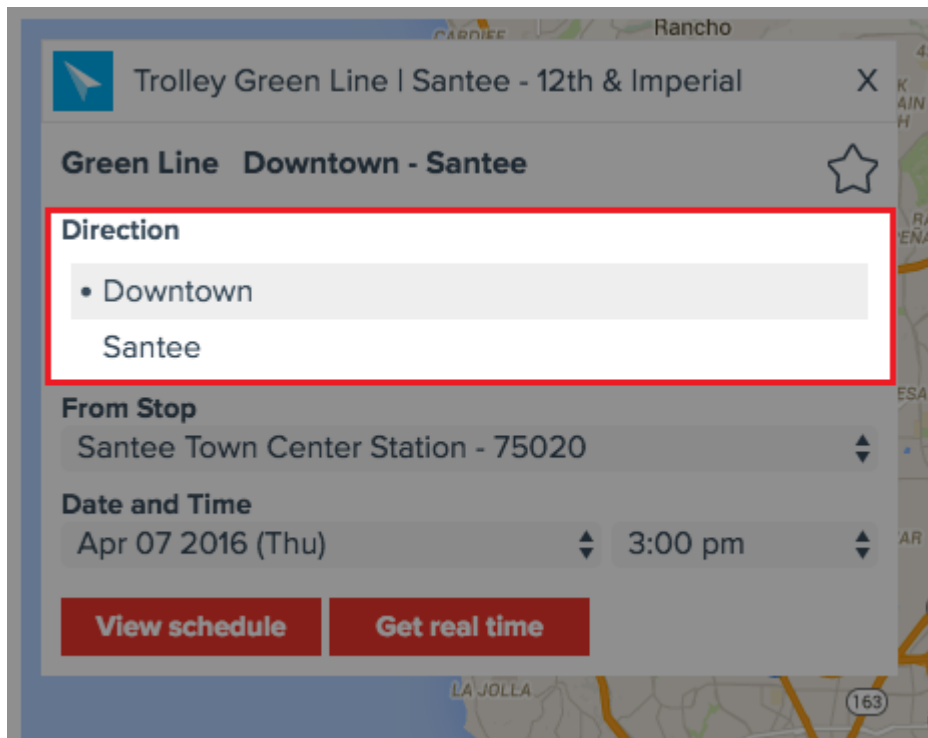 CARDIFF
Rancho
Trolley Green Line | Santee - 12th & Imperial X
Green Line Downtown - Santee
Direction
• Downtown
Santee
From Stop
Santee Town Center Station - 75020
Date and Time
Apr 07 2016 (Thu) 3:00 pm
View schedule Get real time
LA JOLLA
163